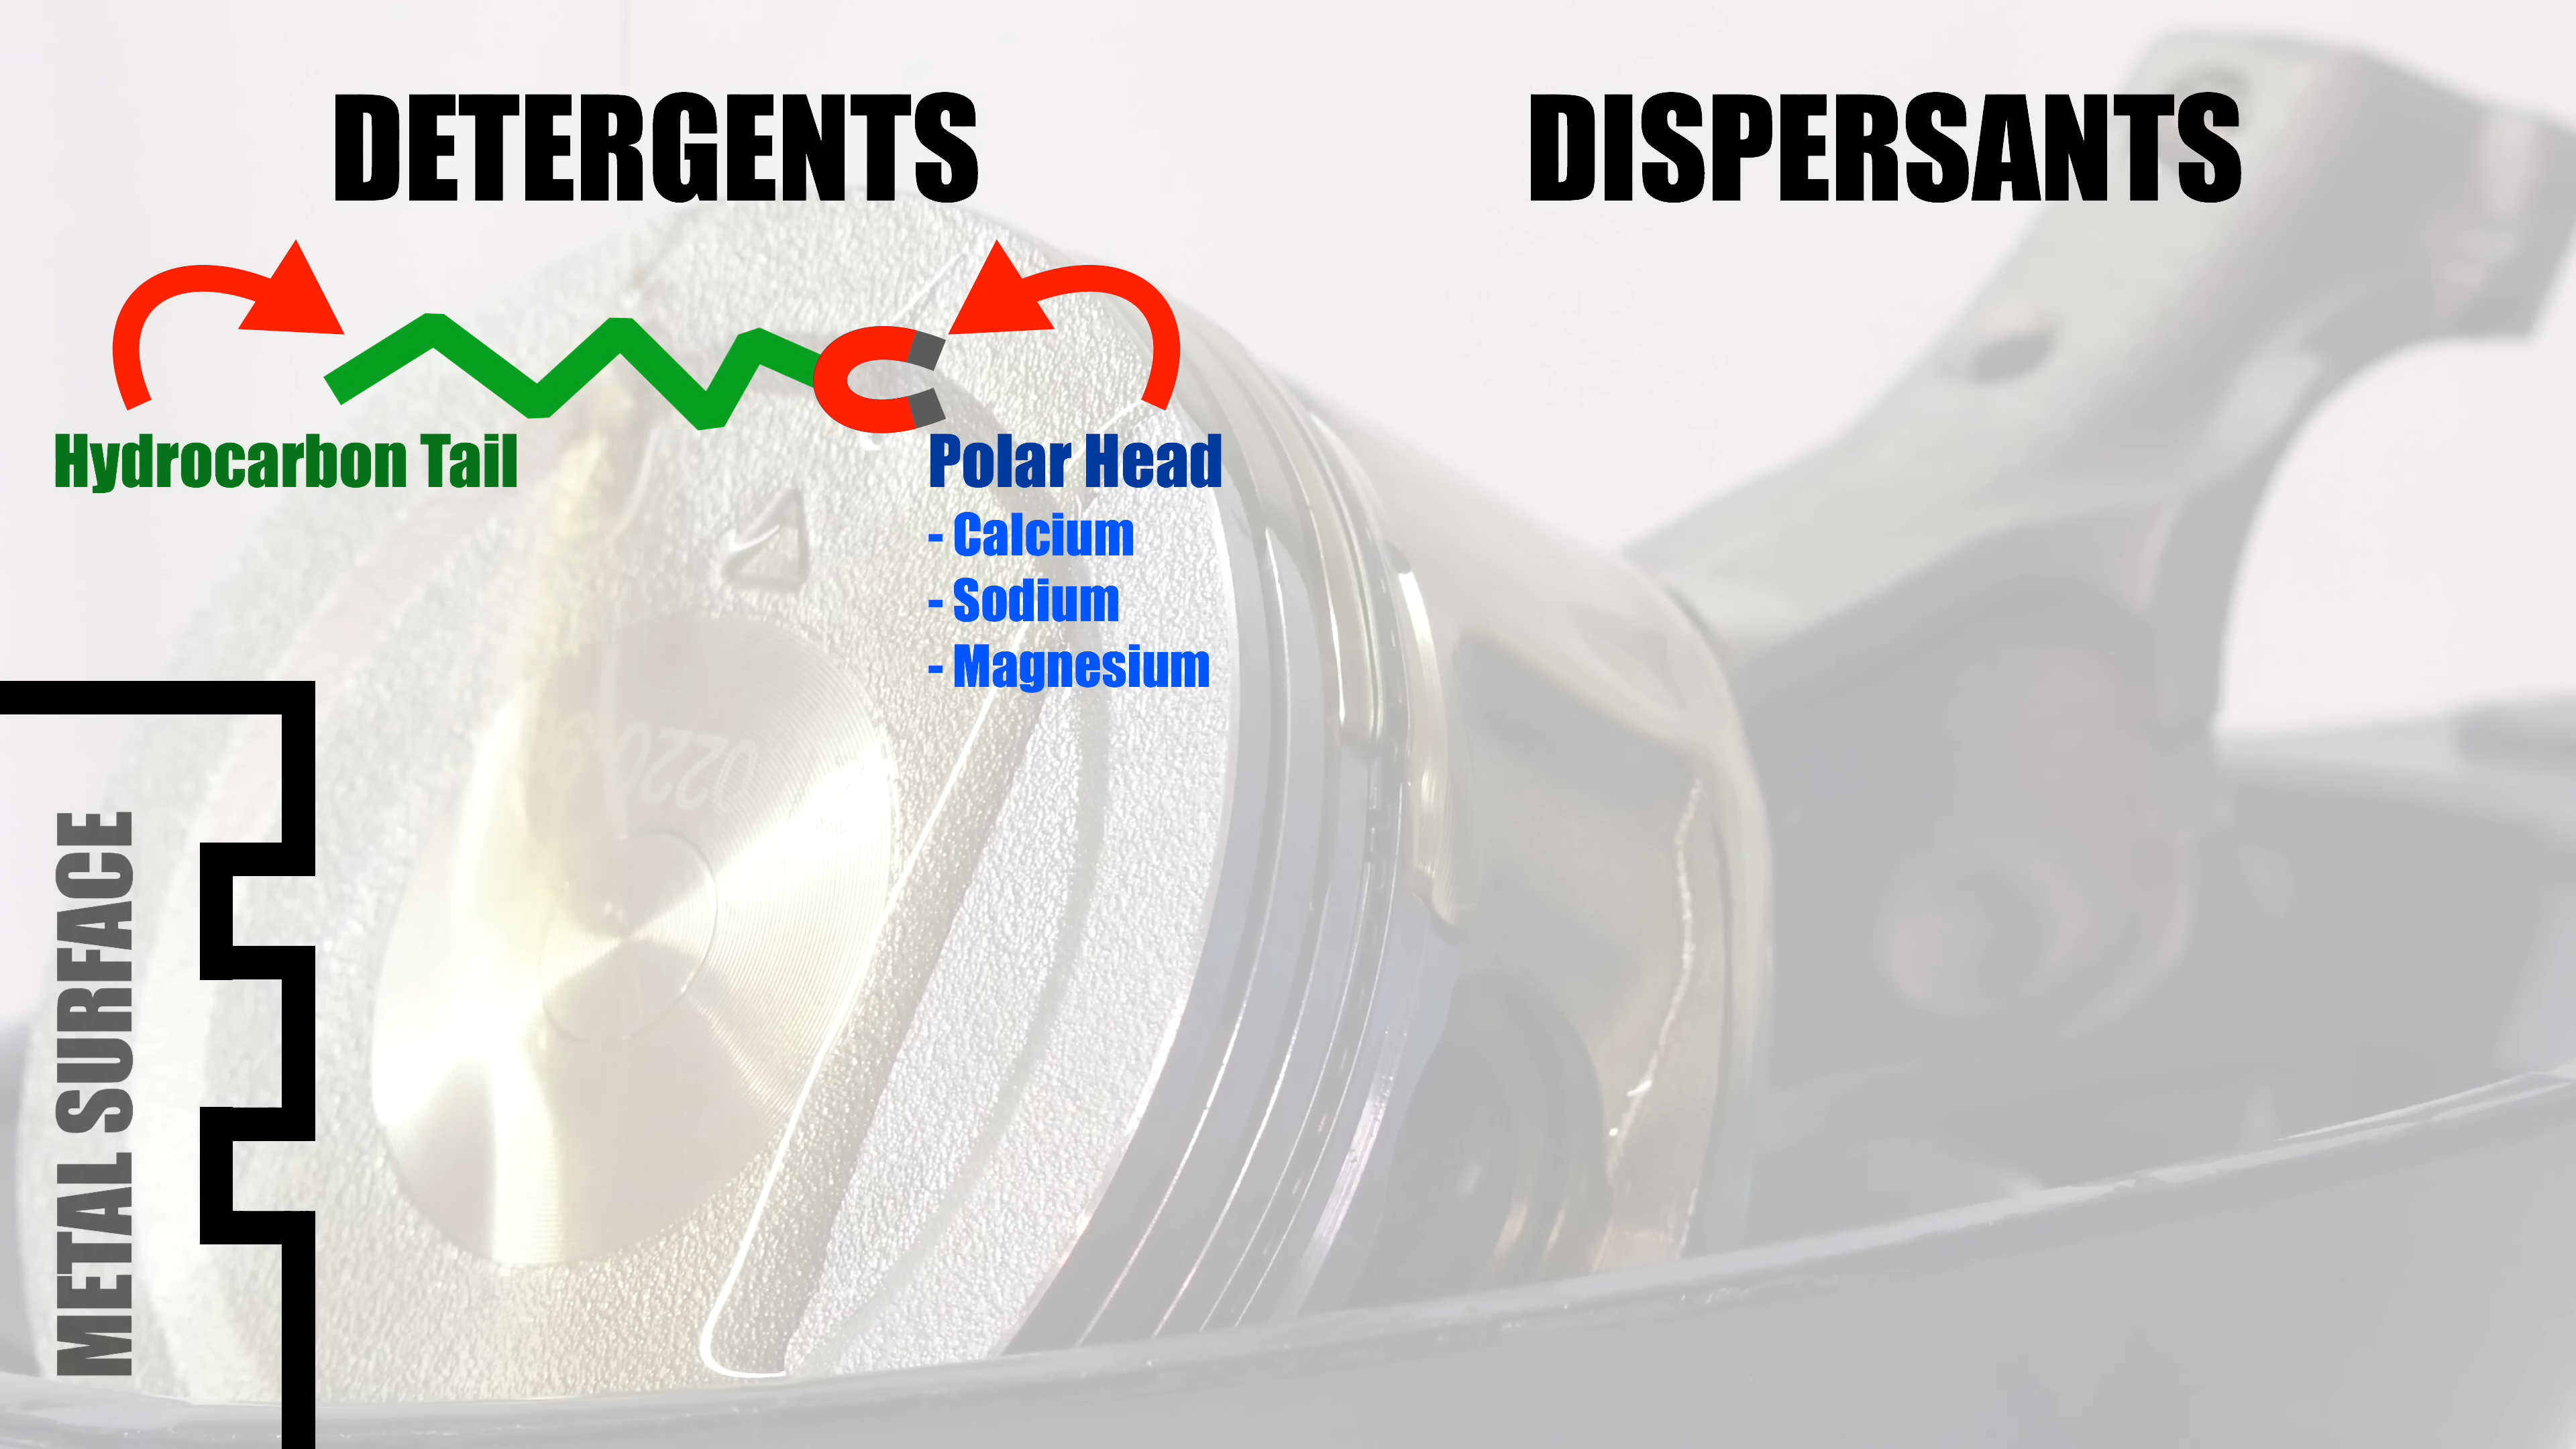 DETERGENTS
DISPERSANTS
Hydrocarbon Tail
Polar Head
- Calcium
- Sodium
- Magnesium
METAL SURFACE